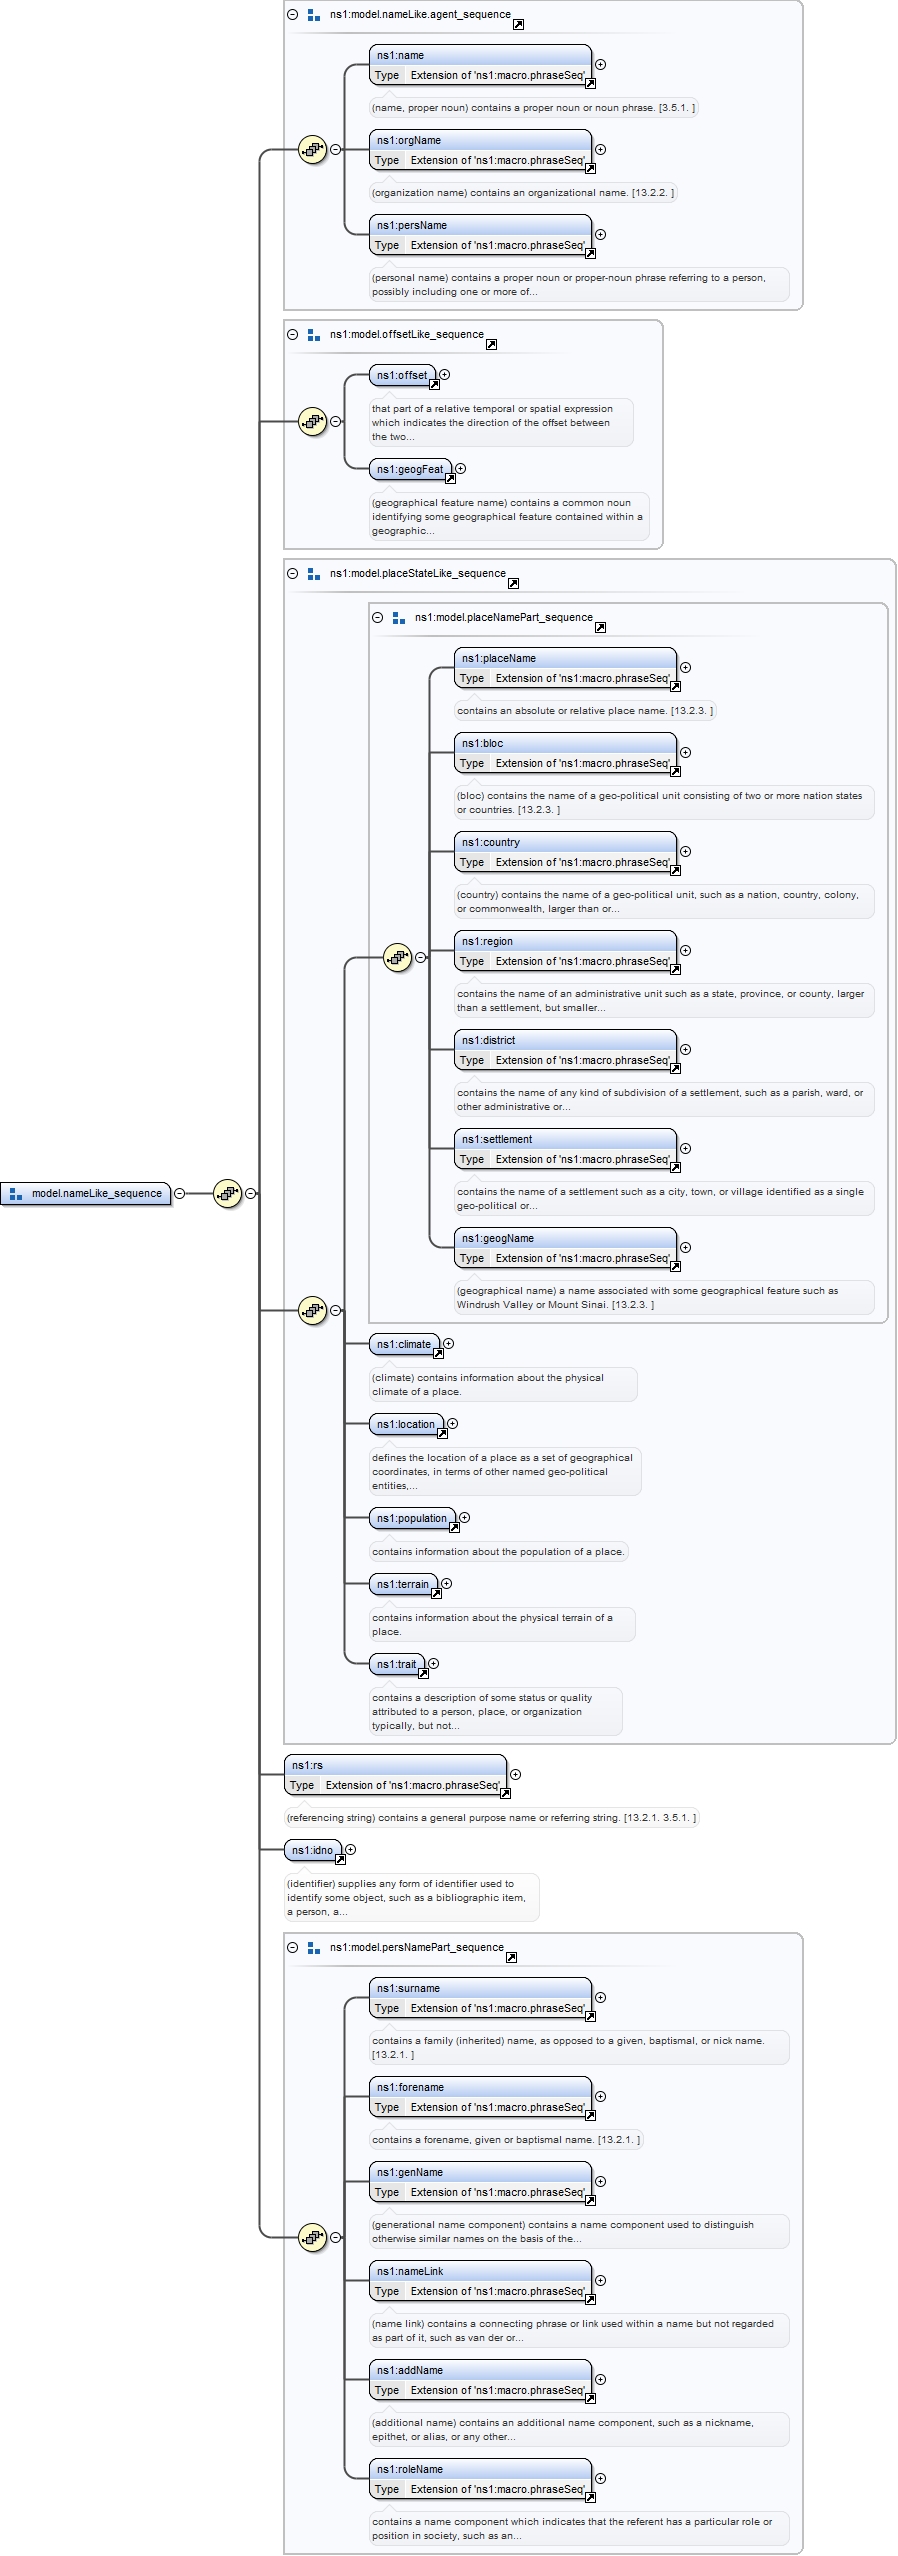 ns1:model.nameLike.agent_sequence
ns1:name
Type Extension of 'ns1:macro.phraseSeq'
(name, proper noun) contains a proper noun or noun phrase. [3.5.1. ]
ns1:orgName
Type Extension of 'ns1:macro.phraseSeq'
(organization name) contains an organizational name. [13.2.2. ]
ns1:persName
Type Extension of 'ns1:macro.phraseSeq'
(personal name) contains a proper noun or proper-noun phrase referring to a person,
possibly including one or more of...
ns1:model.offsetLike_sequence
ns1:offset
that part of a relative temporal or spatial expression
which indicates the direction of the offset between
the two...
ns1:geogFeat
(geographical feature name) contains a common noun
identifying some geographical feature contained within a
geographic...
ns1:model.placeStateLike_sequence
ns1:model.placeNamePart_sequence
ns1:placeName
Type Extension of 'ns1:macro.phraseSeq'
contains an absolute or relative place name. [13.2.3. ]
ns1:bloc
Type Extension of 'ns1:macro.phraseSeq'
(bloc) contains the name of a geo-political unit consisting of two or more nation states
or countries. [13.2.3. ]
ns1:country
Type Extension of 'ns1:macro.phraseSeq'
(country) contains the name of a geo-political unit, such as a nation, country, colony,
or commonwealth, larger than or...
ns1:region
Type Extension of 'ns1:macro.phraseSeq'
contains the name of an administrative unit such as a state, province, or county, larger
than a settlement, but smaller...
ns1:district
Type Extension of 'ns1:macro.phraseSeq'
contains the name of any kind of subdivision of a settlement, such as a parish, ward, or
other administrative or...
ns1:settlement
Type Extension of 'ns1:macro.phraseSeq'
contains the name of a settlement such as a city, town, or village identified as a single
geo-political or...
model.nameLike_sequence
ns1:geogName
Type Extension of 'ns1:macro.phraseSeq'
(geographical name) a name associated with some geographical feature such as
Windrush Valley or Mount Sinai. [13.2.3. ]
ns1:climate
(climate) contains information about the physical
climate of a place.
ns1:location
defines the location of a place as a set of geographical
coordinates, in terms of other named geo-political
entities,...
ns1:population
contains information about the population of a place.
ns1:terrain
contains information about the physical terrain of a
place.
ns1:trait
contains a description of some status or quality
attributed to a person, place, or organization
typically, but not...
ns1:rs
Type Extension of 'ns1:macro.phraseSeq'
(referencing string) contains a general purpose name or referring string. [13.2.1. 3.5.1. ]
ns1:idno
(identifier) supplies any form of identifier used to
identify some object, such as a bibliographic item,
a person, a...
ns1:model.persNamePart_sequence
ns1:surname
Type Extension of 'ns1:macro.phraseSeq'
contains a family (inherited) name, as opposed to a given, baptismal, or nick name.
[13.2.1. ]
ns1:forename
Type Extension of 'ns1:macro.phraseSeq'
contains a forename, given or baptismal name. [13.2.1. ]
ns1:genName
Type Extension of 'ns1:macro.phraseSeq'
(generational name component) contains a name component used to distinguish
otherwise similar names on the basis of the...
ns1:nameLink
Type Extension of 'ns1:macro.phraseSeq'
(name link) contains a connecting phrase or link used within a name but not regarded
as part of it, such as van der or...
ns1:addName
Type Extension of 'ns1:macro.phraseSeq'
(additional name) contains an additional name component, such as a nickname,
epithet, or alias, or any other...
ns1:roleName
Type Extension of 'ns1:macro.phraseSeq'
contains a name component which indicates that the referent has a particular role or
position in society, such as an...